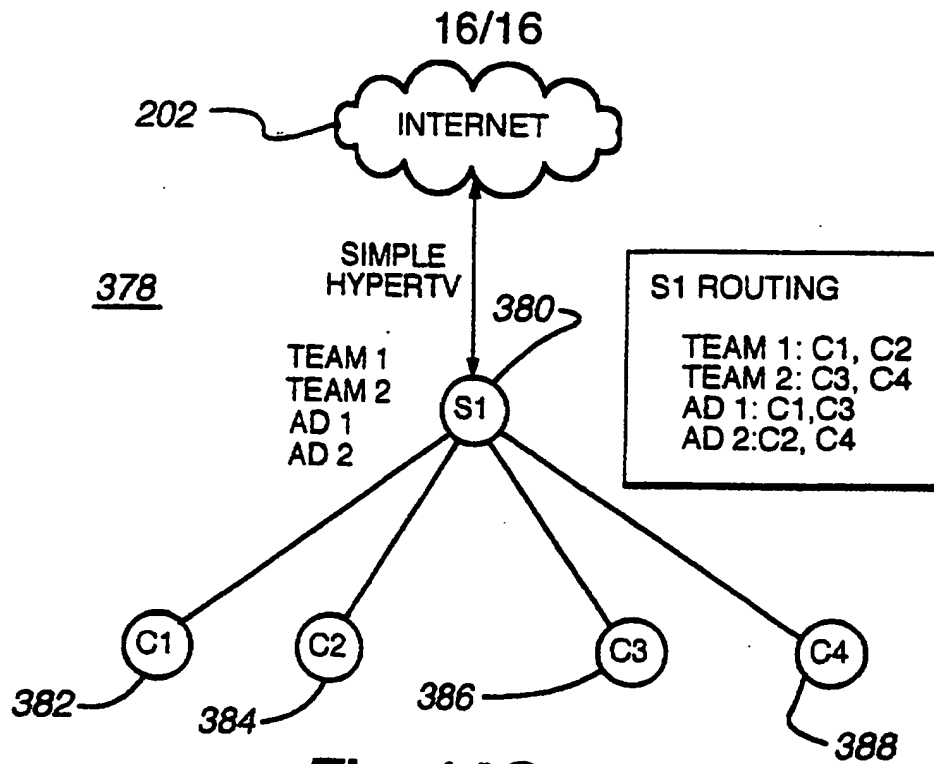 16/16
202
INTERNET
SIMPLE
HYPERTV
378
380
S1 ROUTING
TEAM 1: C1, C2
TEAM 2: C3, C4
AD 1: C1,C3
AD 2:C2, C4
TEAM 1
TEAM 2
AD 1
AD 2
S1
C1
C2
C3
C4
382
384
386
388